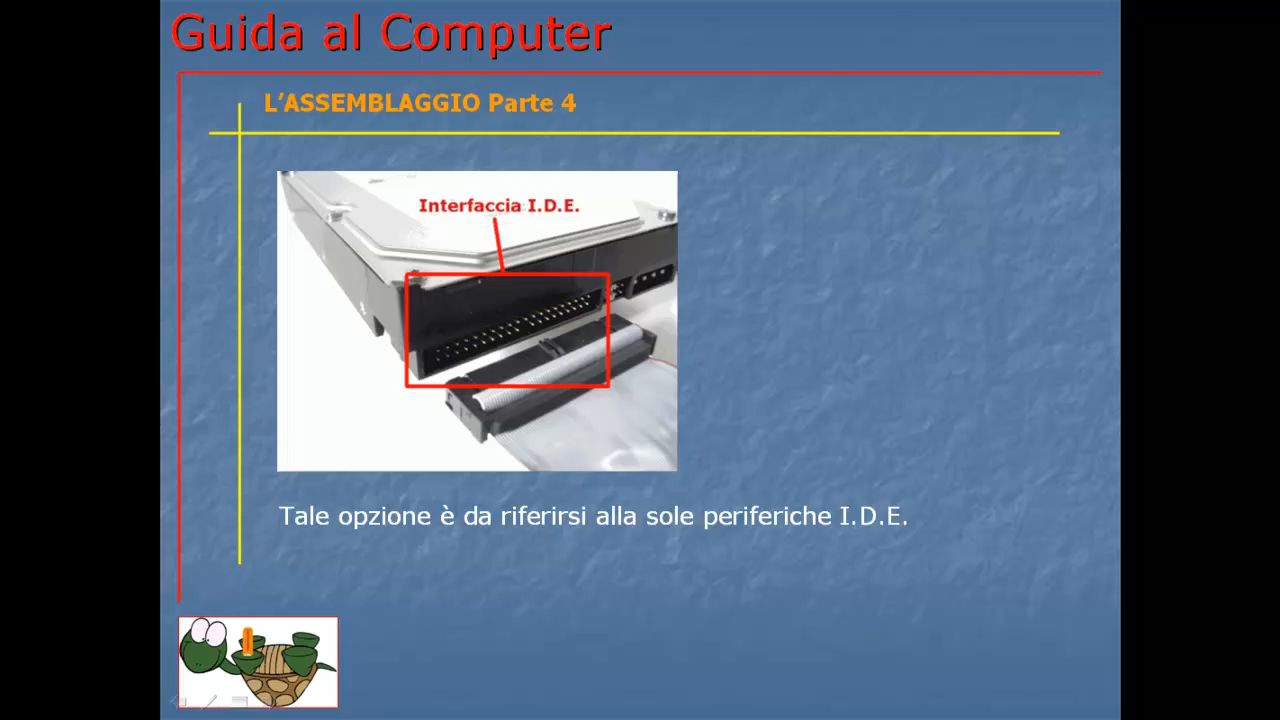 Guida al Computer
L’ASSEMBLAGGIO Parte 4
Interfaccia I.D.E.
Tale opzione è da riferirsi alla sole periferiche I.D.E.